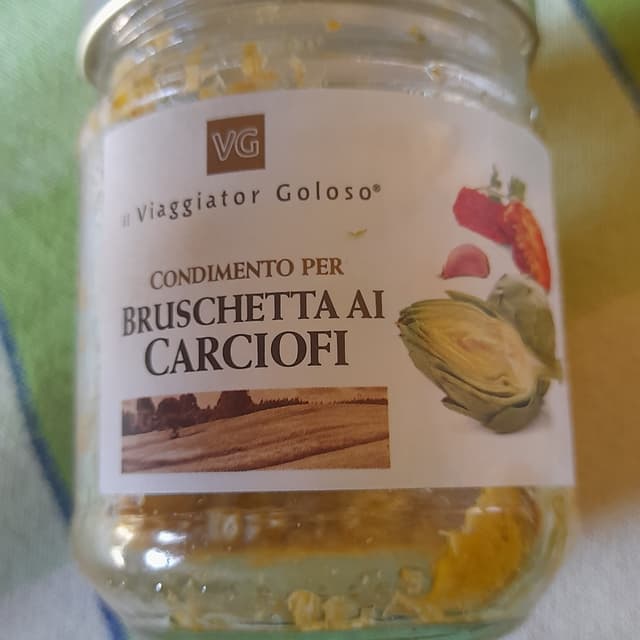 VG
Il Viaggiator Goloso®
CONDIMENTO PER
BRUSCHETTA AI
CARCIOFI